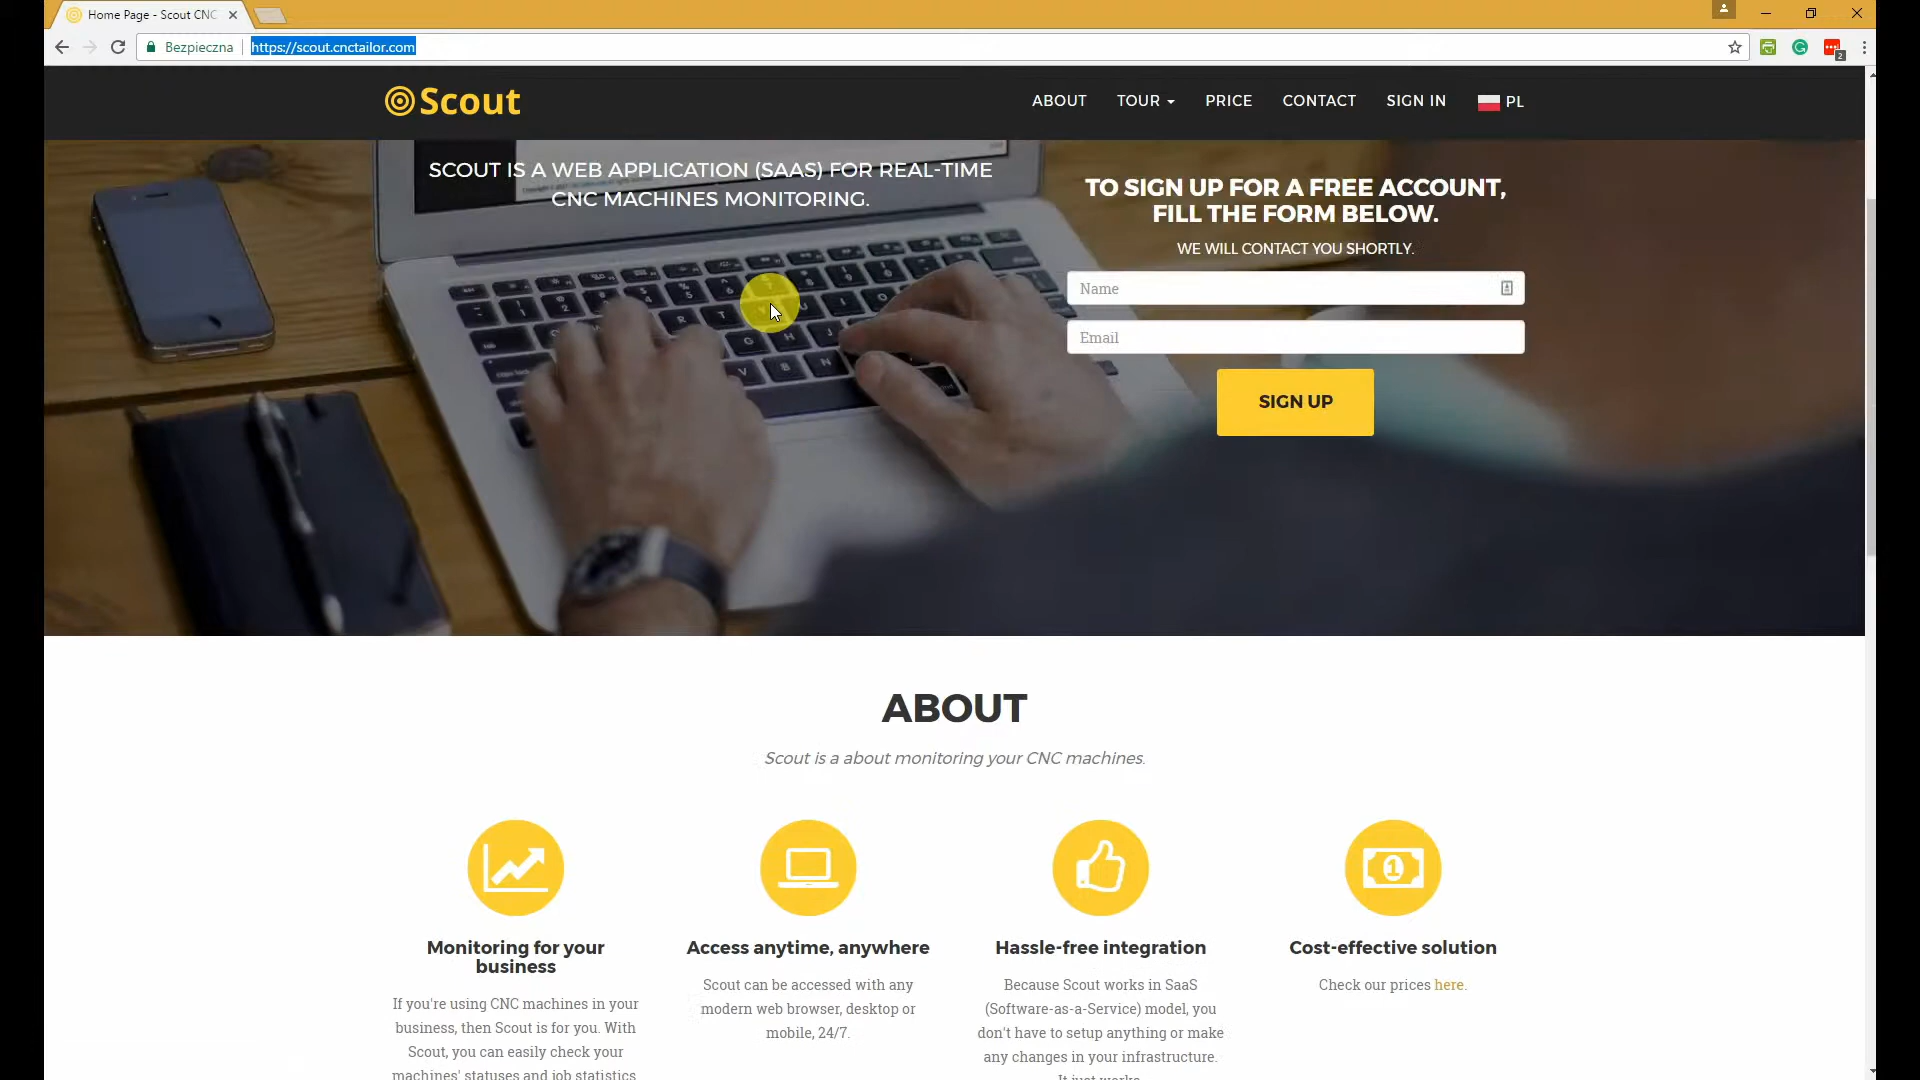 Home Page - Scout CNC
Bezpieczna
https://scout.cnctailor.com
2
Scout
ABOUT
TOUR
PRICE
CONTACT
SIGN IN
PL
SCOUT IS A WEB APPLICATION (SAAS) FOR REAL-TIME
CNC MACHINES MONITORING.
TO SIGN UP FOR A FREE ACCOUNT,
FILL THE FORM BELOW.
WE WILL CONTACT YOU SHORTLY.
Name
Email
SIGN UP
ABOUT
Scout is a about monitoring your CNC machines.
Monitoring for your
business
If you're using CNC machines in your
business, then Scout is for you. With
Scout, you can easily check your
machines' statuses and job statistics
Access anytime, anywhere
Scout can be accessed with any
modern web browser, desktop or
mobile, 24/7.
Hassle-free integration
Because Scout works in SaaS
(Software-as-a-Service) model, you
don't have to setup anything or make
any changes in your infrastructure.
It just works.
1
Cost-effective solution
Check our prices here.